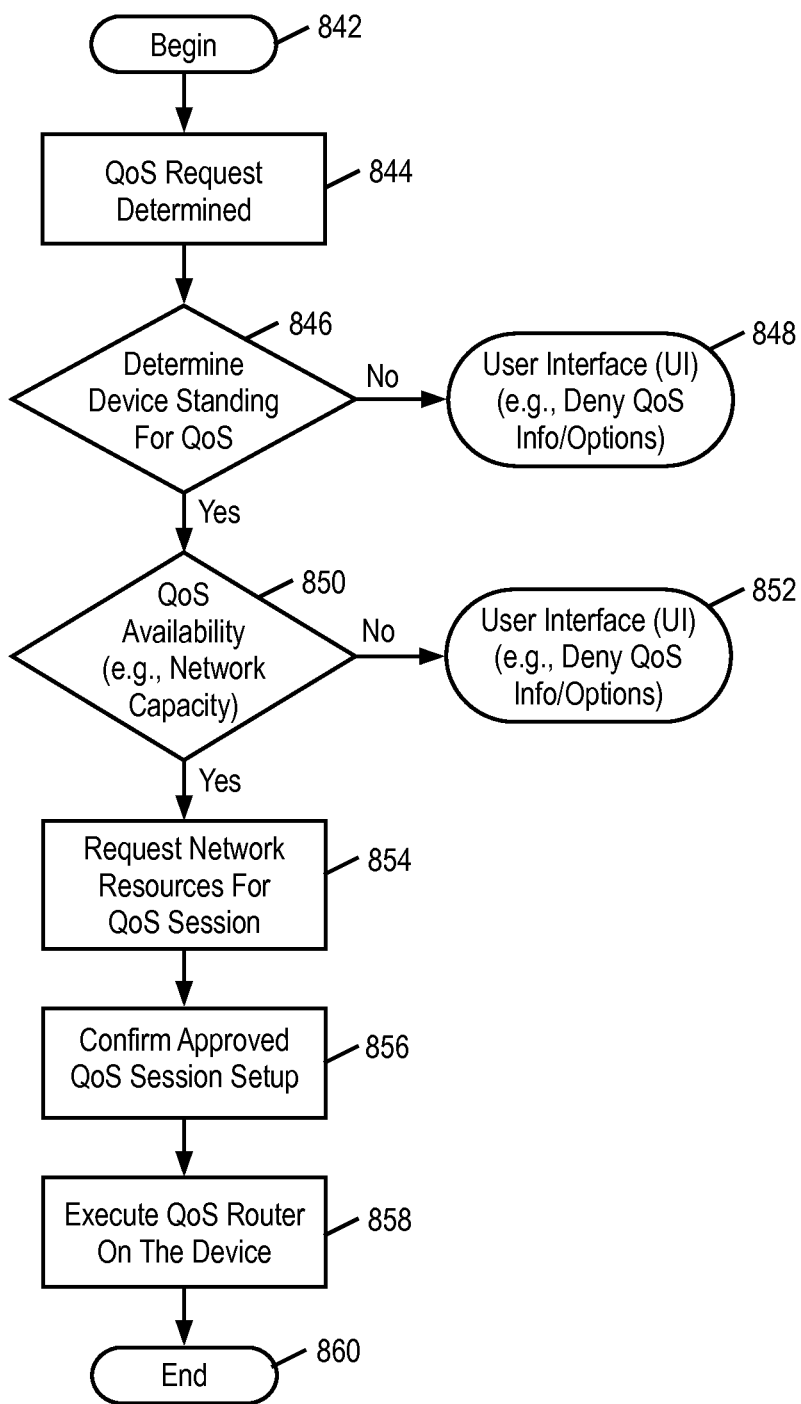 Begin
842
QoS Request
Determined
844
846
Determine
Device Standing
For QoS
No
848
User Interface (UI)
(e.g., Deny QoS
Info/Options)
Yes
850
QoS
Availability
(e.g., Network
Capacity)
No
852
User Interface (UI)
(e.g., Deny QoS
Info/Options)
Yes
Request Network
Resources For
QoS Session
854
Confirm Approved
QoS Session Setup
856
Execute QoS Router
On The Device
858
End
860